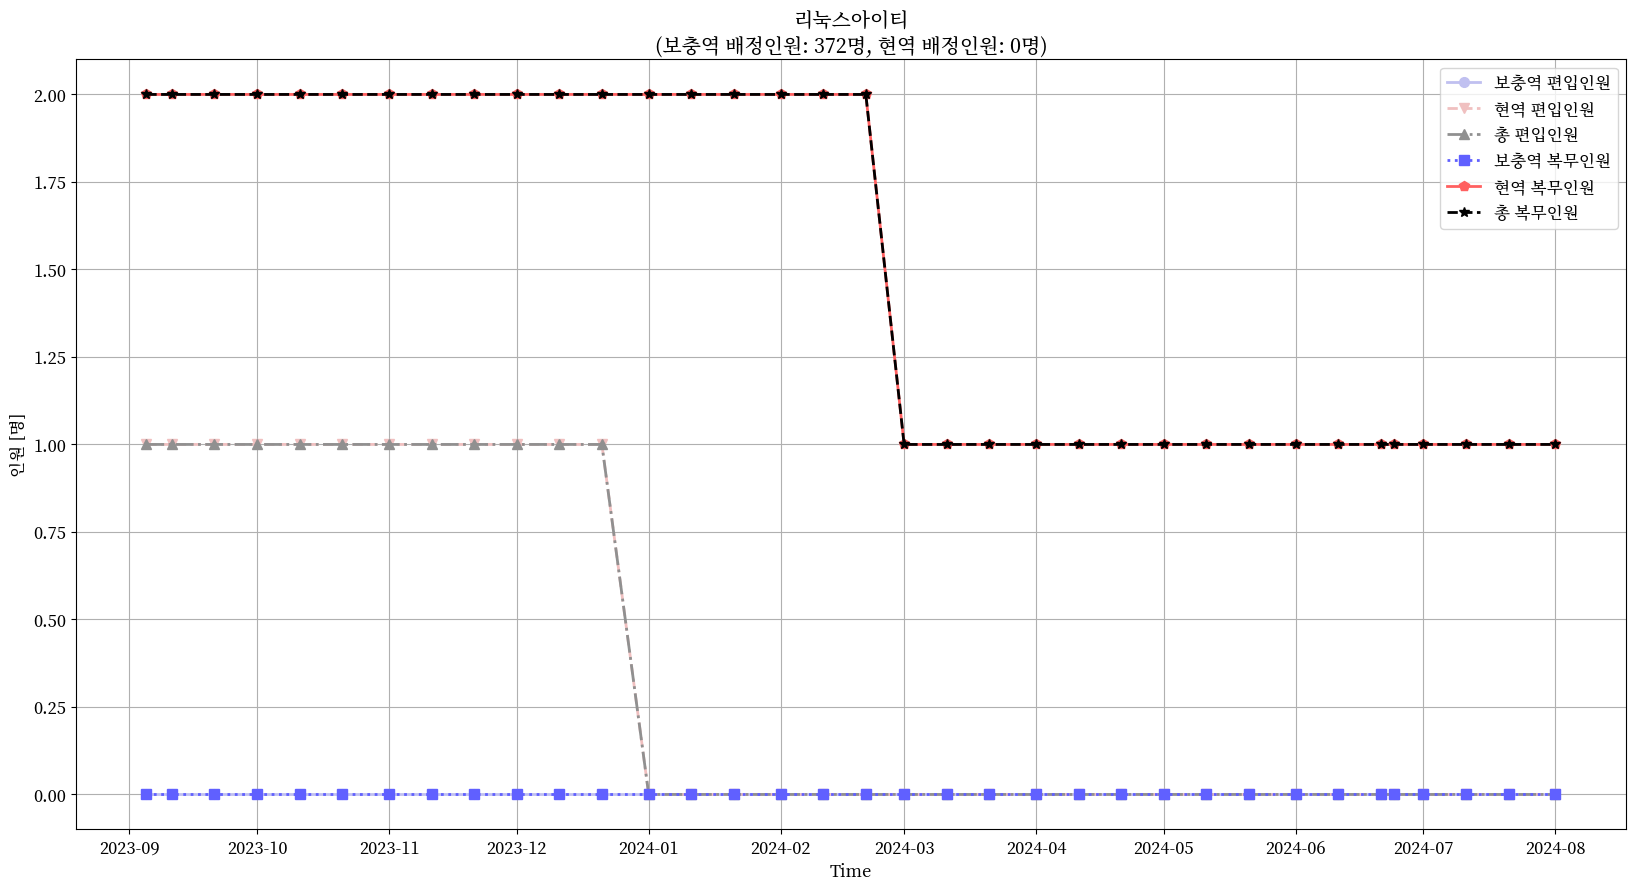 리눅스아이티
(보충역 배정인원: 372명, 현역 배정인원: 0명)
보충역 편입인원
현역 편입인원
총 편입인원
보충역 복무인원
현역 복무인원
총 복무인원
인원 [명]
2.00
1.75
1.50
1.25
1.00
0.75
0.50
0.25
0.00
2023-09 2023-10 2023-11 2023-12 2024-01 2024-02 2024-03 2024-04 2024-05 2024-06 2024-07 2024-08
Time